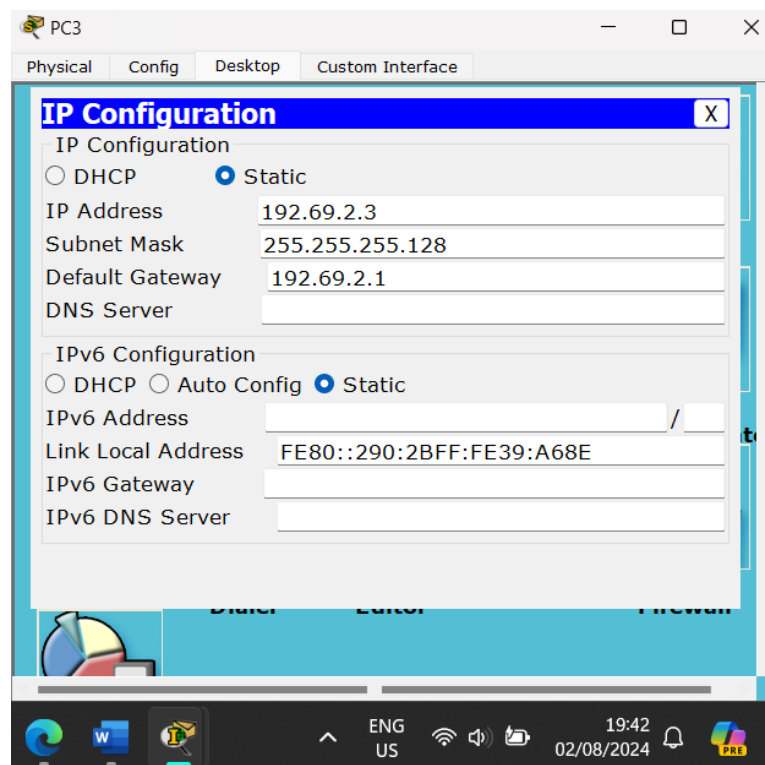 PC3
Physical Config Desktop Custom Interface
IP Configuration X
IP Configuration
DHCP Static
IP Address 192.69.2.3
Subnet Mask 255.255.255.128
Default Gateway 192.69.2.1
DNS Server
IPv6 Configuration
DHCP Auto Config Static
IPv6 Address /
Link Local Address FE80::290:2BFF:FE39:A68E
IPv6 Gateway
IPv6 DNS Server
Dialer Editor Firewall
ENG 19:42
US 02/08/2024
PRE